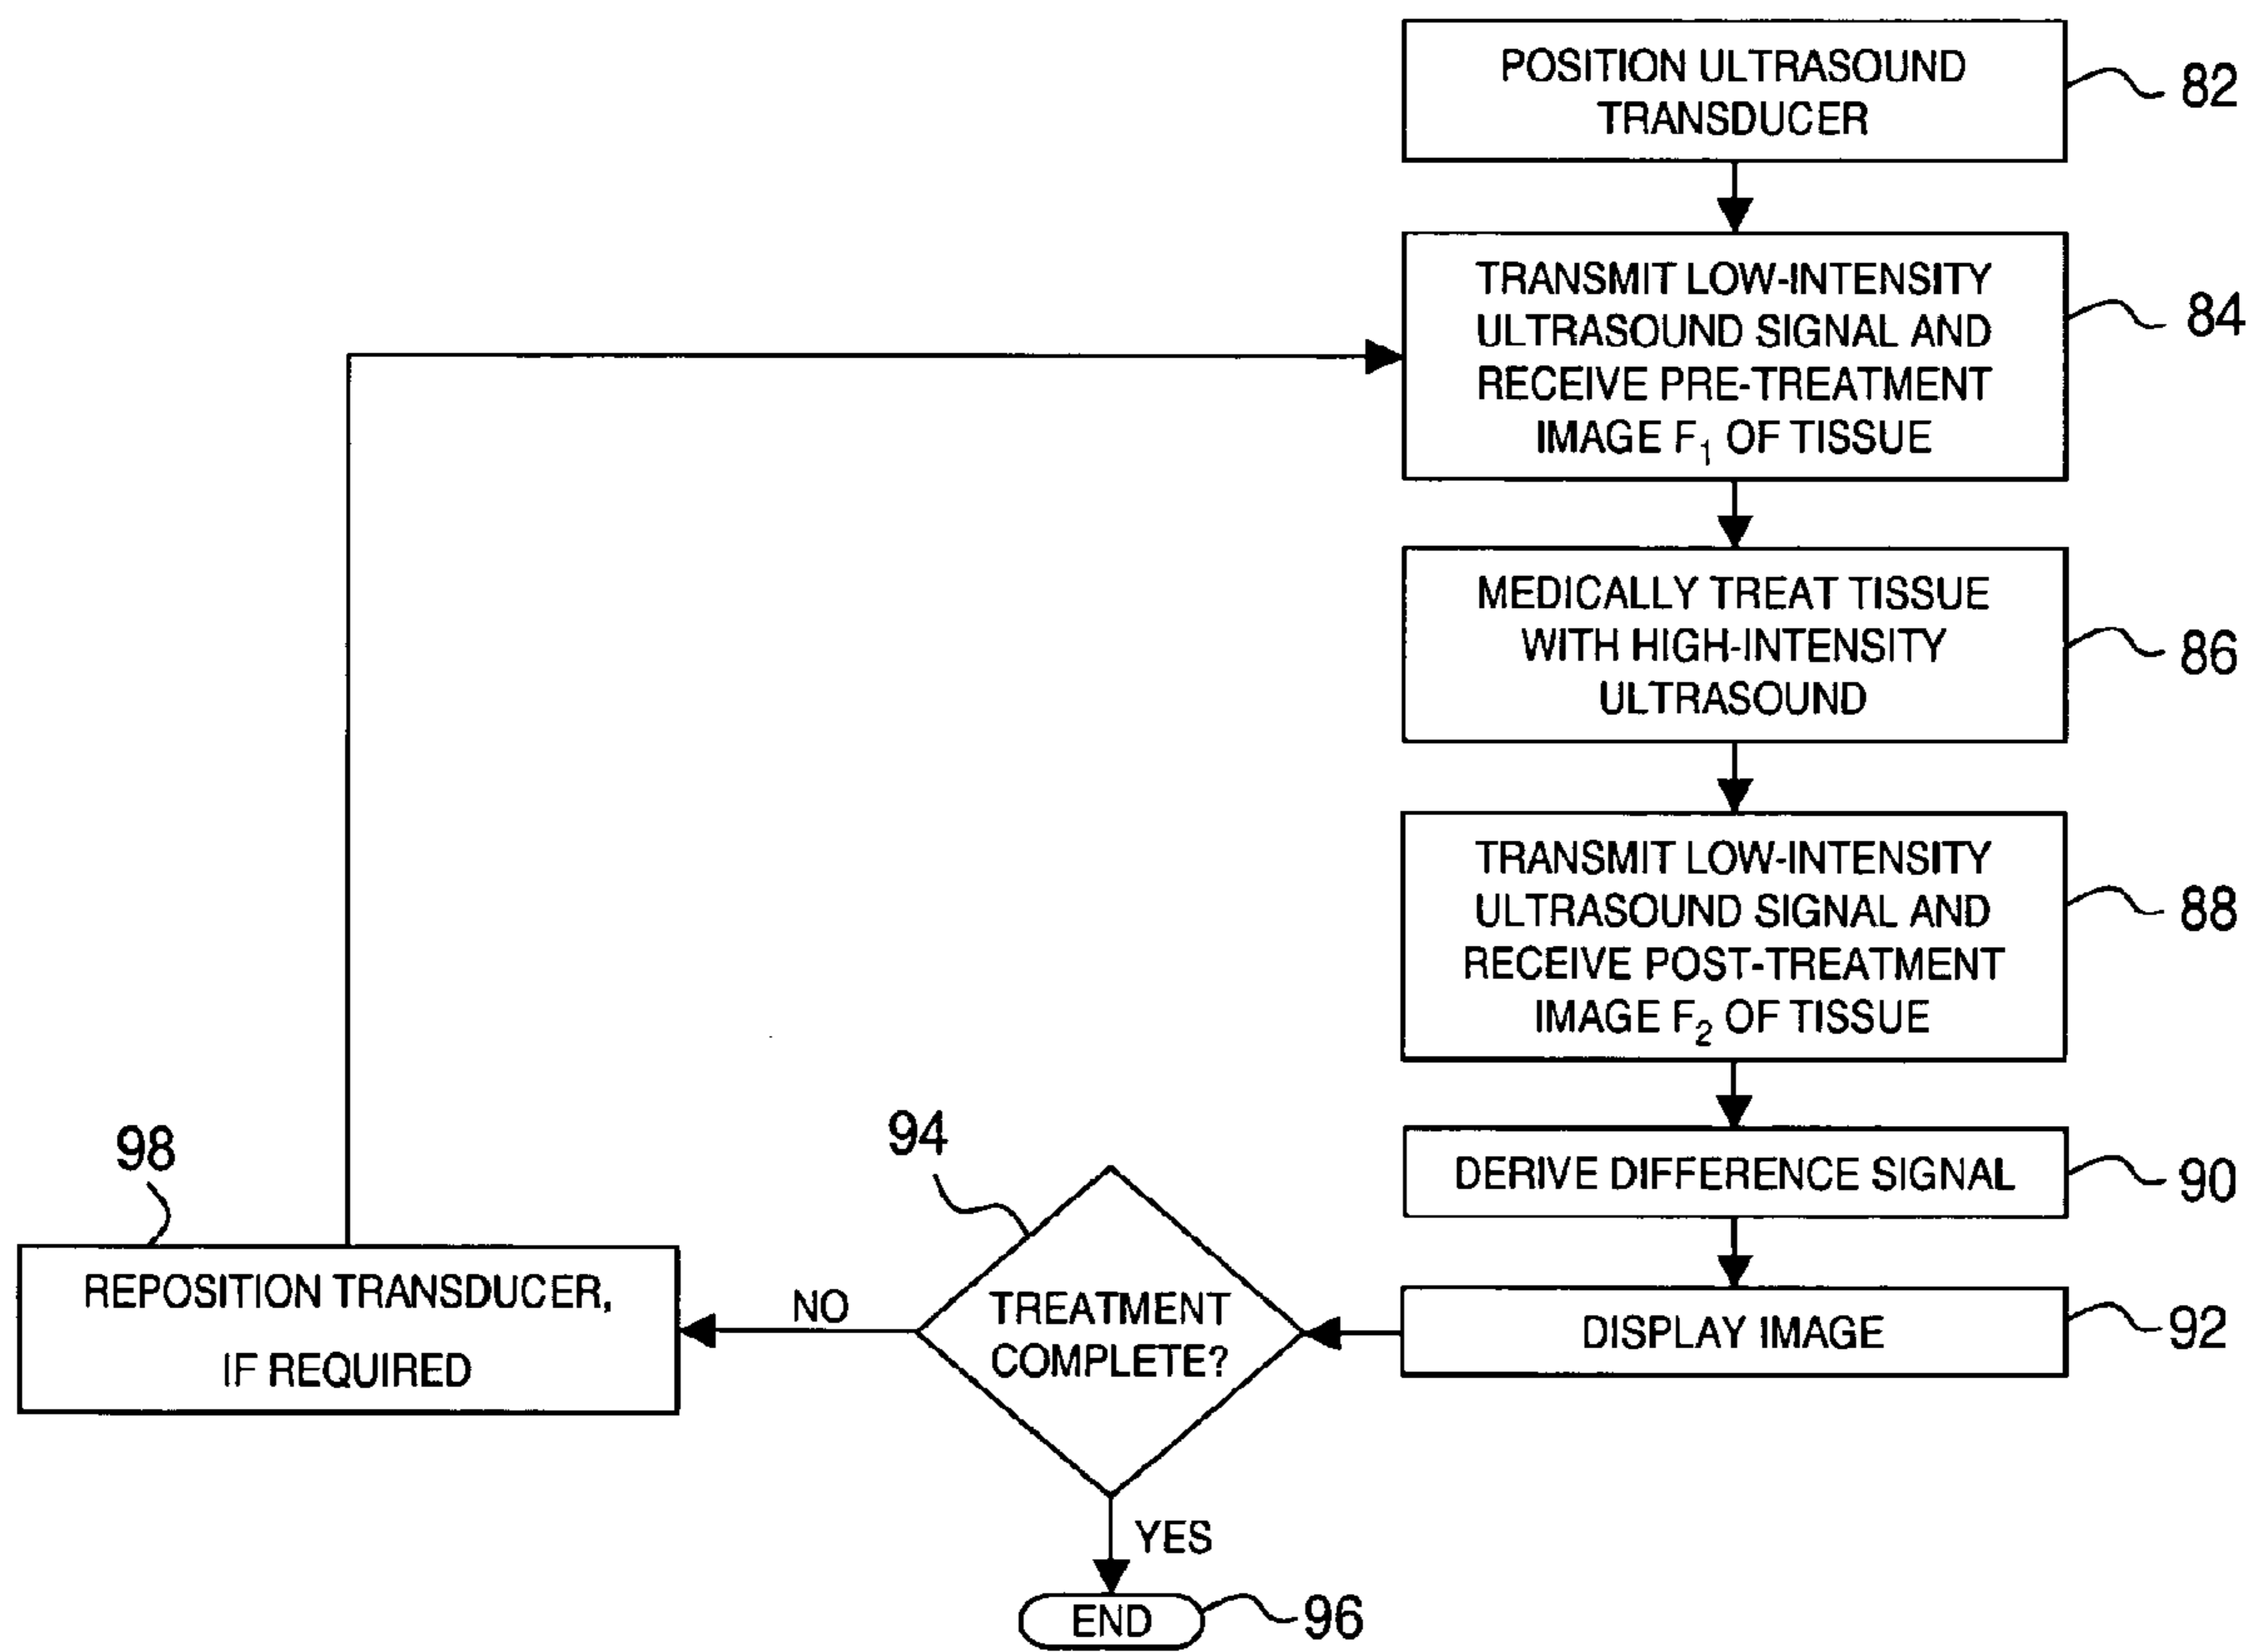 POSITION ULTRASOUND
TRANSDUCER
82
TRANSMIT LOW-INTENSITY
ULTRASOUND SIGNAL AND
RECEIVE PRE-TREATMENT
IMAGE F₁ OF TISSUE
84
MEDICALLY TREAT TISSUE
WITH HIGH-INTENSITY
ULTRASOUND
86
TRANSMIT LOW-INTENSITY
ULTRASOUND SIGNAL AND
RECEIVE POST-TREATMENT
IMAGE F₂ OF TISSUE
88
DERIVE DIFFERENCE SIGNAL
90
DISPLAY IMAGE
92
94
TREATMENT
COMPLETE?
NO
98
REPOSITION TRANSDUCER,
IF REQUIRED
YES
END
96